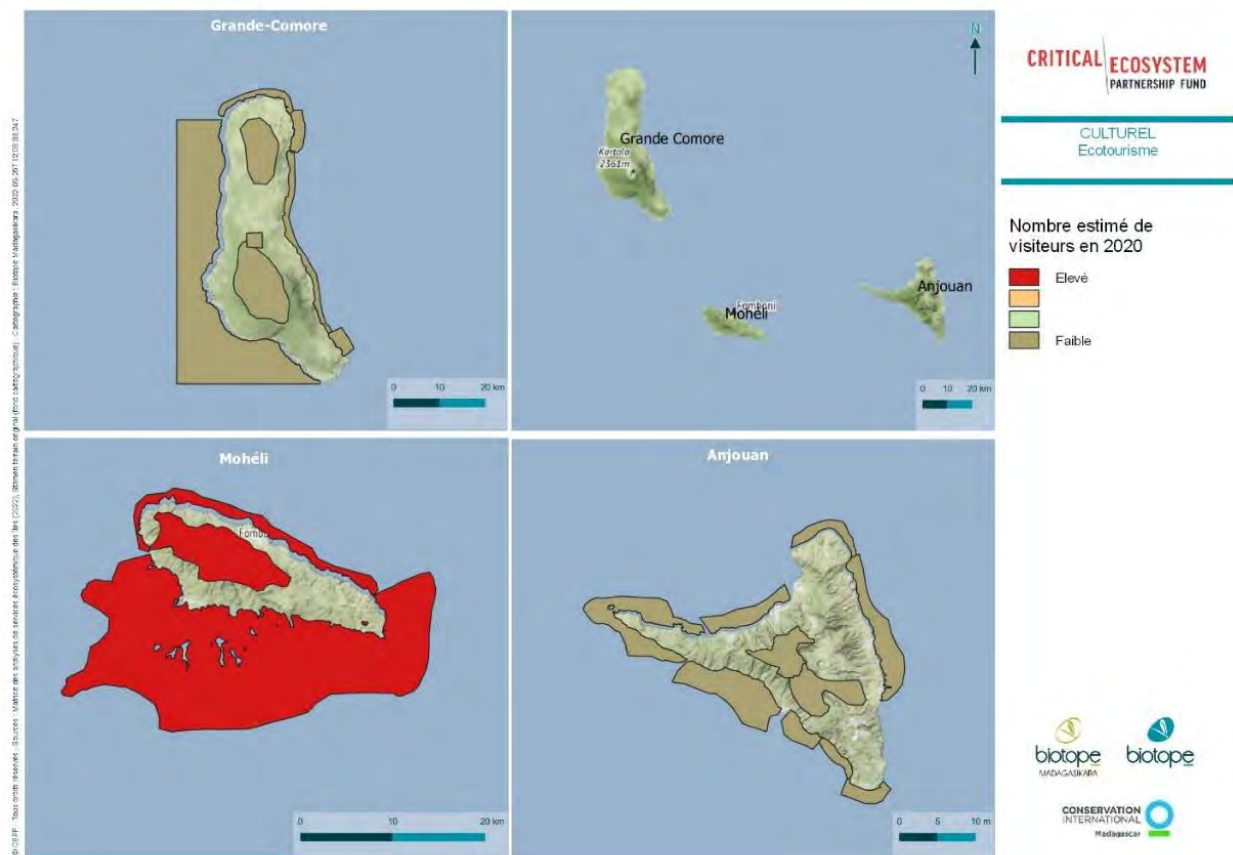 Grande-Comore
0 10 20 km
N
Grande Comore
Kartala
2361m
Fomboni
Mohéli
Anjouan
0 10 20 km
Mohéli
0 10 20 km
Anjouan
0 5 10 m
CRITICAL ECOSYSTEM
PARTNERSHIP FUND
CULTUREL
Ecotourisme
Nombre estimé de
visiteurs en 2020
Elevé
Faible
biotope
MADAGASIKARA
biotope
CONSERVATION
INTERNATIONAL
Madagascar